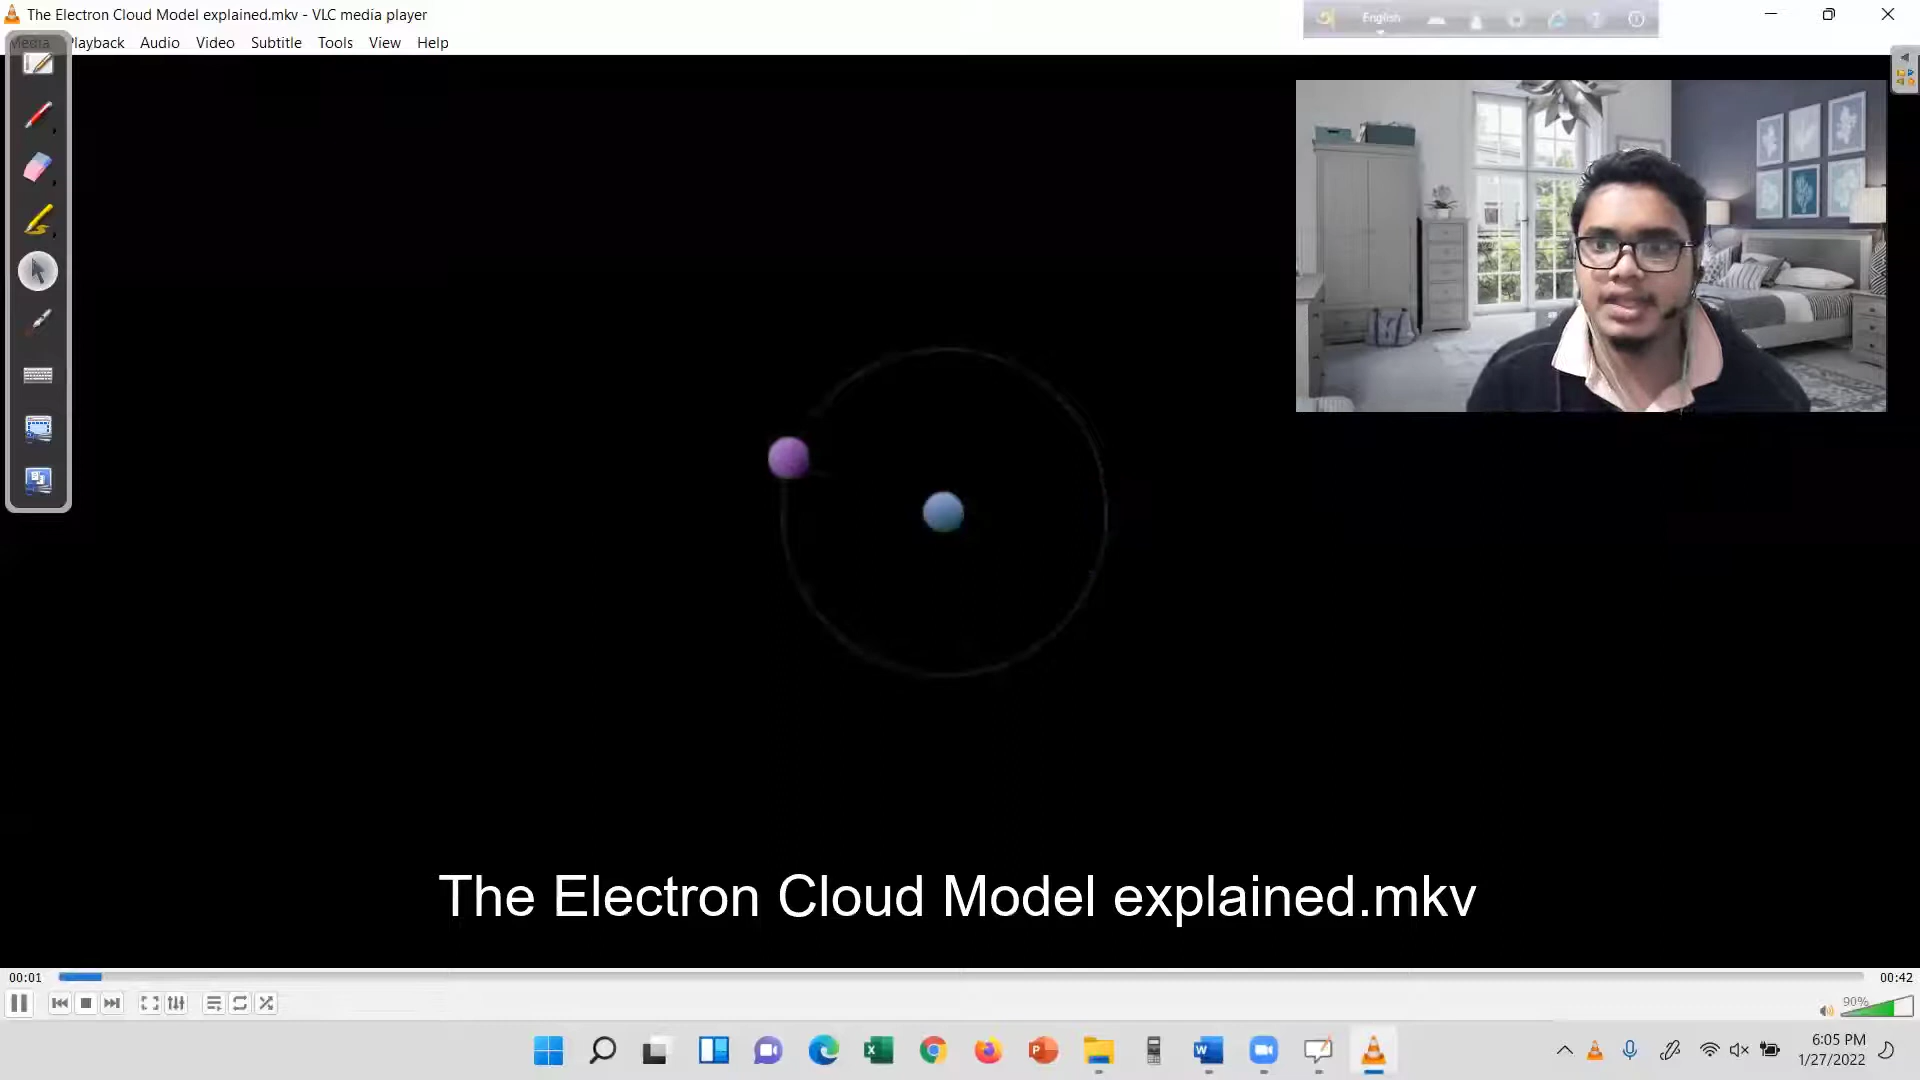 The Electron Cloud Model explained.mkv - VLC media player
English
Media Playback Audio Video Subtitle Tools View Help
The Electron Cloud Model explained.mkv
00:01
00:42
90%
6:05 PM
1/27/2022